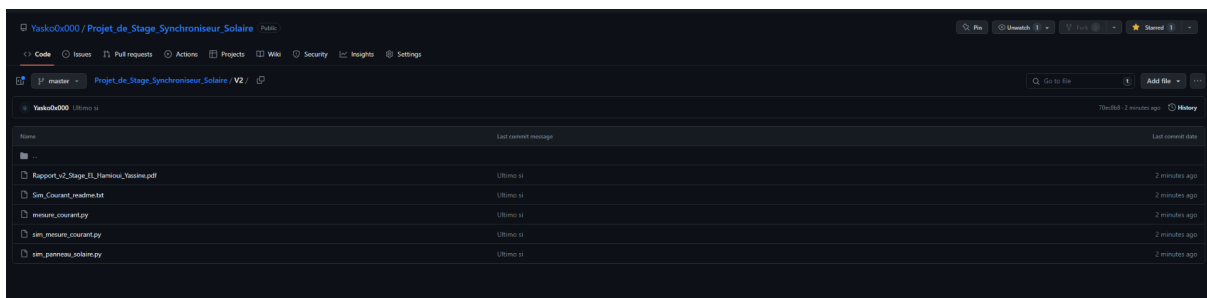 Yasko0x000 / Projet_de_Stage_Synchroniseur_Solaire Public
Pin Unwatch 1 Fork 0 Starred 1
<> Code Issues Pull requests Actions Projects Wiki Security Insights Settings
master Projet_de_Stage_Synchroniseur_Solaire / V2 / Go to file t Add file ...
Yasko0x000 Ultimo si 2 minutes ago History
Name Last commit message Last commit date
..
Rapport_v2_Stage_EL_Hamioui_Yassine.pdf Ultimo si 2 minutes ago
Sim_Courant_readme.txt Ultimo si 2 minutes ago
mesure_courant.py Ultimo si 2 minutes ago
sim_mesure_courant.py Ultimo si 2 minutes ago
sim_panneau_solaire.py Ultimo si 2 minutes ago